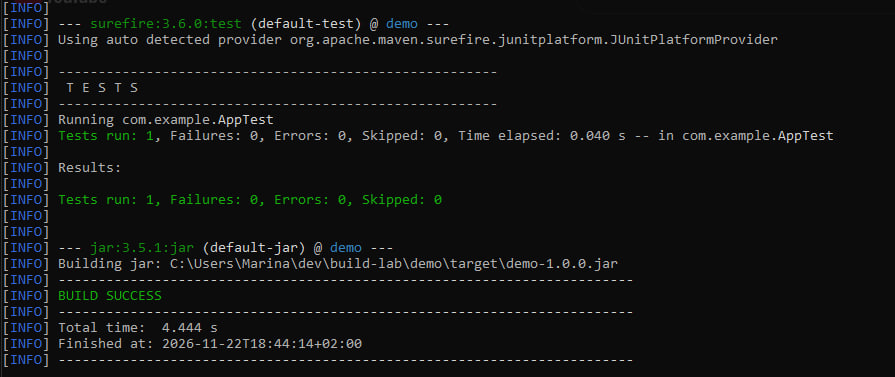 [INFO]
[INFO] --- surefire:3.6.0:test (default-test) @ demo ---
[INFO] Using auto detected provider org.apache.maven.surefire.junitplatform.JUnitPlatformProvider
[INFO]
[INFO] -------------------------------------------------------
[INFO]  T E S T S
[INFO] -------------------------------------------------------
[INFO] Running com.example.AppTest
[INFO] Tests run: 1, Failures: 0, Errors: 0, Skipped: 0, Time elapsed: 0.040 s -- in com.example.AppTest
[INFO]
[INFO] Results:
[INFO]
[INFO] Tests run: 1, Failures: 0, Errors: 0, Skipped: 0
[INFO]
[INFO]
[INFO] --- jar:3.5.1:jar (default-jar) @ demo ---
[INFO] Building jar: C:\Users\Marina\dev\build-lab\demo\target\demo-1.0.0.jar
[INFO] ------------------------------------------------------------------------
[INFO] BUILD SUCCESS
[INFO] ------------------------------------------------------------------------
[INFO] Total time:  4.444 s
[INFO] Finished at: 2026-11-22T18:44:14+02:00
[INFO] ------------------------------------------------------------------------